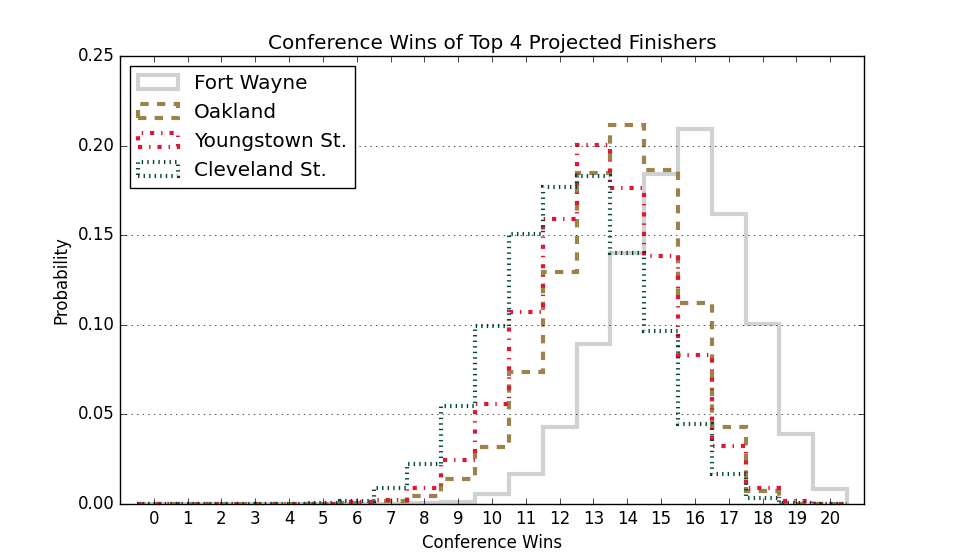 Conference Wins of Top 4 Projected Finishers
0.25
Fort Wayne
Oakland
Youngstown St.
Cleveland St.
0.20
0.15
Probability
0.10
0.05
0.00
0 1 2 3 4 5 6 7 8 9 10 11 12 13 14 15 16 17 18 19 20
Conference Wins